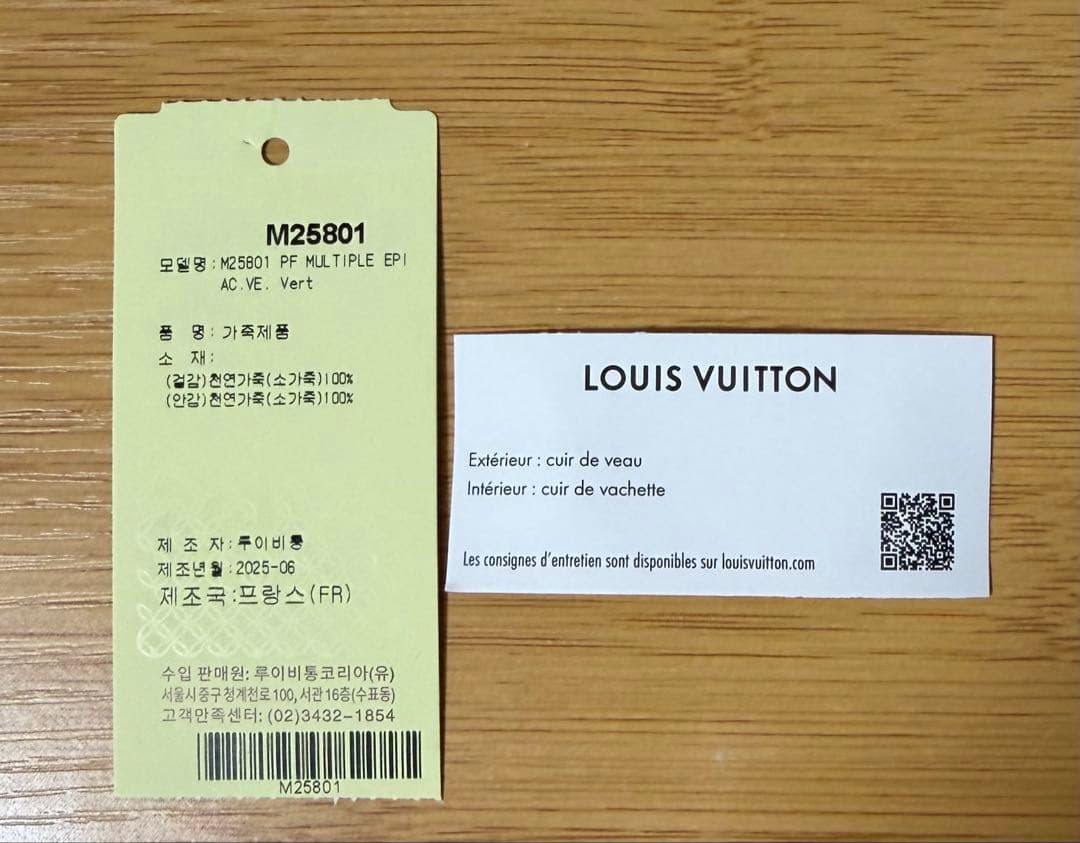 M25801
모델명:M25801 PF MULTIPLE EPI
AC.VE. Vert
품 명: 가죽제품
소 재:
(겉감)천연가죽(소가죽)100%
(안감)천연가죽(소가죽)100%
제 조 자:루이비통
제조년월:2025-06
제조국:프랑스(FR)
수입 판매원: 루이비통코리아(유)
서울시 중구 청계천로 100, 서관 16층(수표동)
고객만족센터: (02)3432-1854
M25801
LOUIS VUITTON
Extérieur : cuir de veau
Intérieur : cuir de vachette
Les consignes d'entretien sont disponibles sur louisvuitton.com